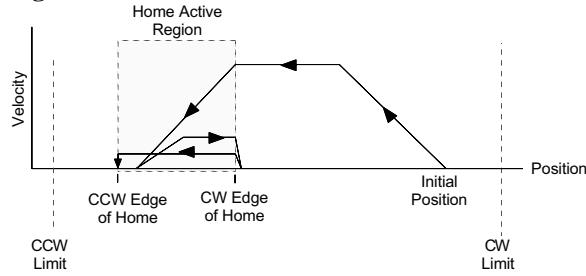 Home Active
Region
Velocity
Position
CCW Edge
of Home
CW Edge
of Home
Initial
Position
CCW
Limit
CW
Limit